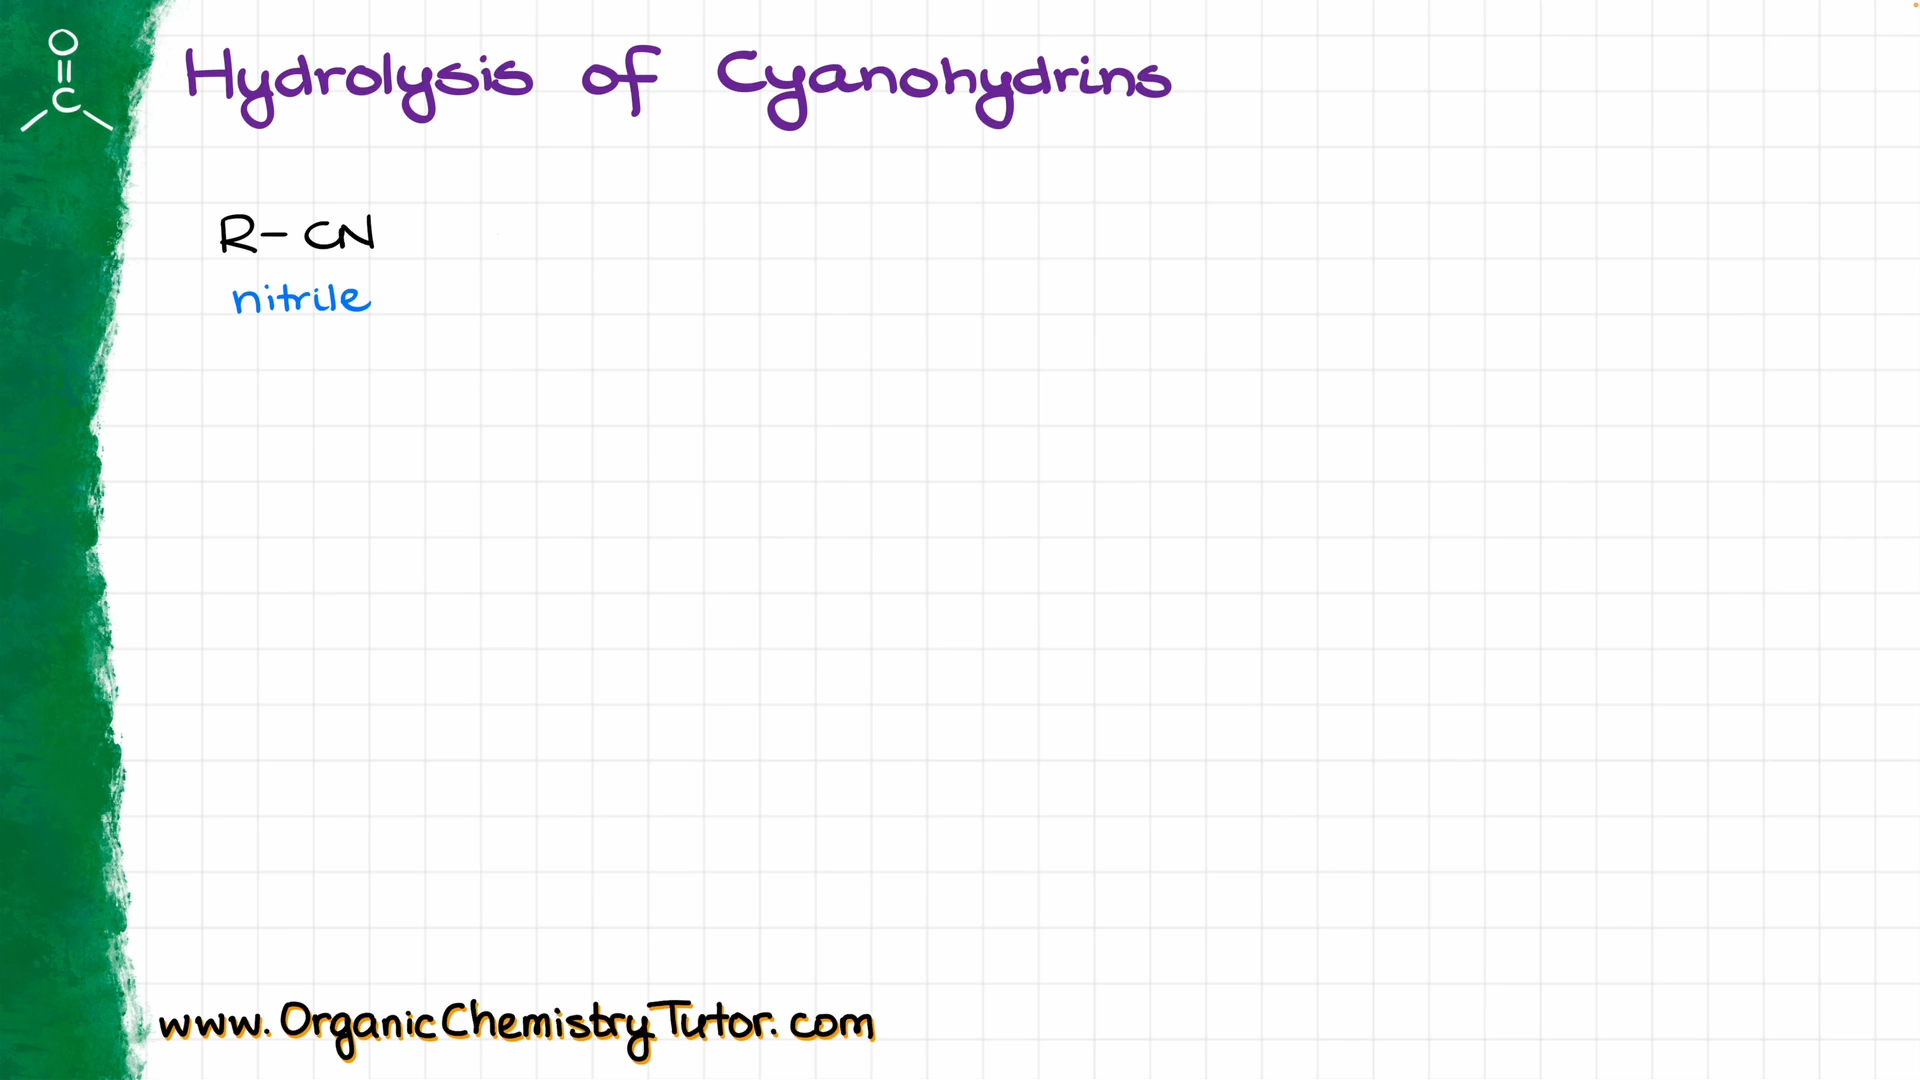 O
C
Hydrolysis of Cyanohydrins
R-CN
nitrile
www.OrganicChemistryTutor.com